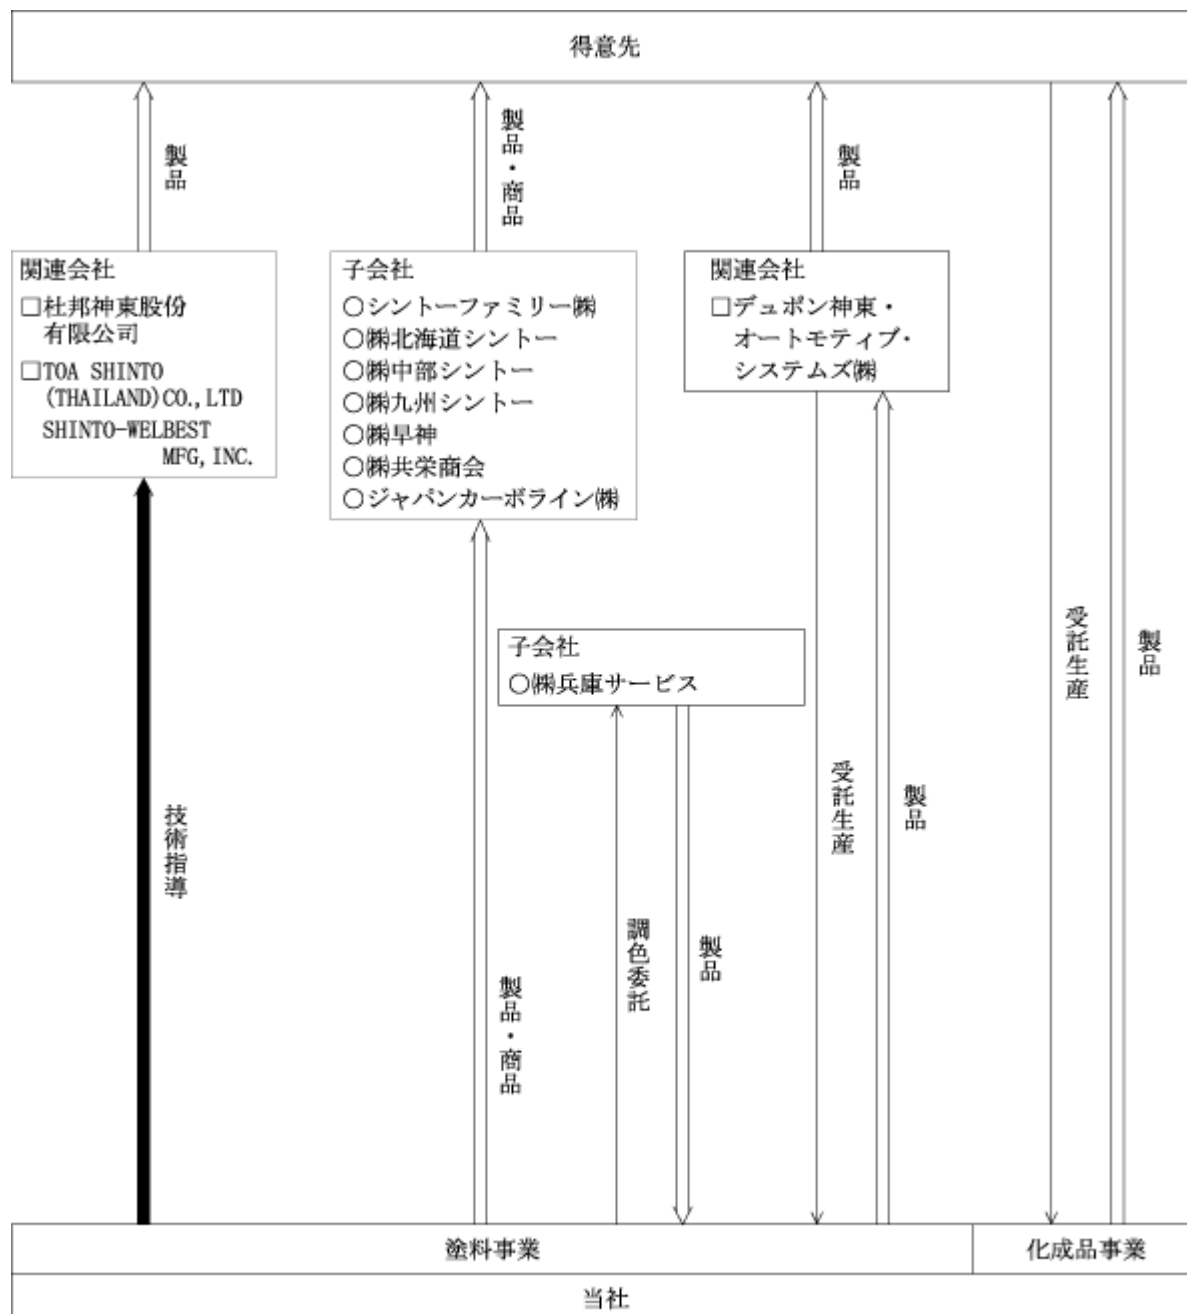 得意先
製品
製品・商品
製品
関連会社
□杜邦神東股份
有限公司
□TOA SHINTO
(THAILAND)CO.,LTD
SHINTO-WELBEST
MFG,INC.
子会社
○シントーファミリー㈱
○㈱北海道シントー
○㈱中部シントー
○㈱九州シントー
○㈱早神
○㈱共栄商会
○ジャパンカーボライン㈱
関連会社
□デュポン神東・
オートモティブ・
システムズ㈱
子会社
○㈱兵庫サービス
技術指導
製品・商品
調色委託
製品
受託生産
製品
受託生産
製品
塗料事業
化成品事業
当社